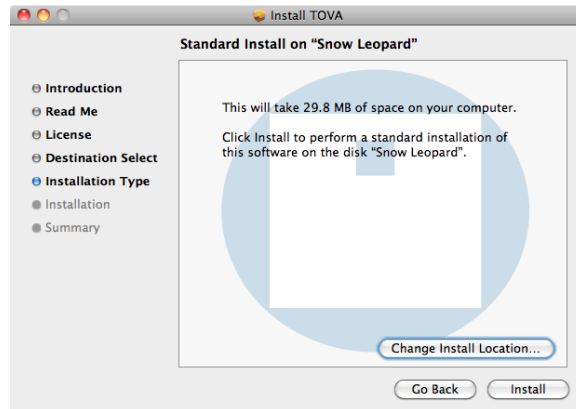 Install TOVA
Standard Install on “Snow Leopard”
Introduction
Read Me
License
Destination Select
Installation Type
Installation
Summary
This will take 29.8 MB of space on your computer.
Click Install to perform a standard installation of
this software on the disk “Snow Leopard”.
Change Install Location...
Go Back
Install